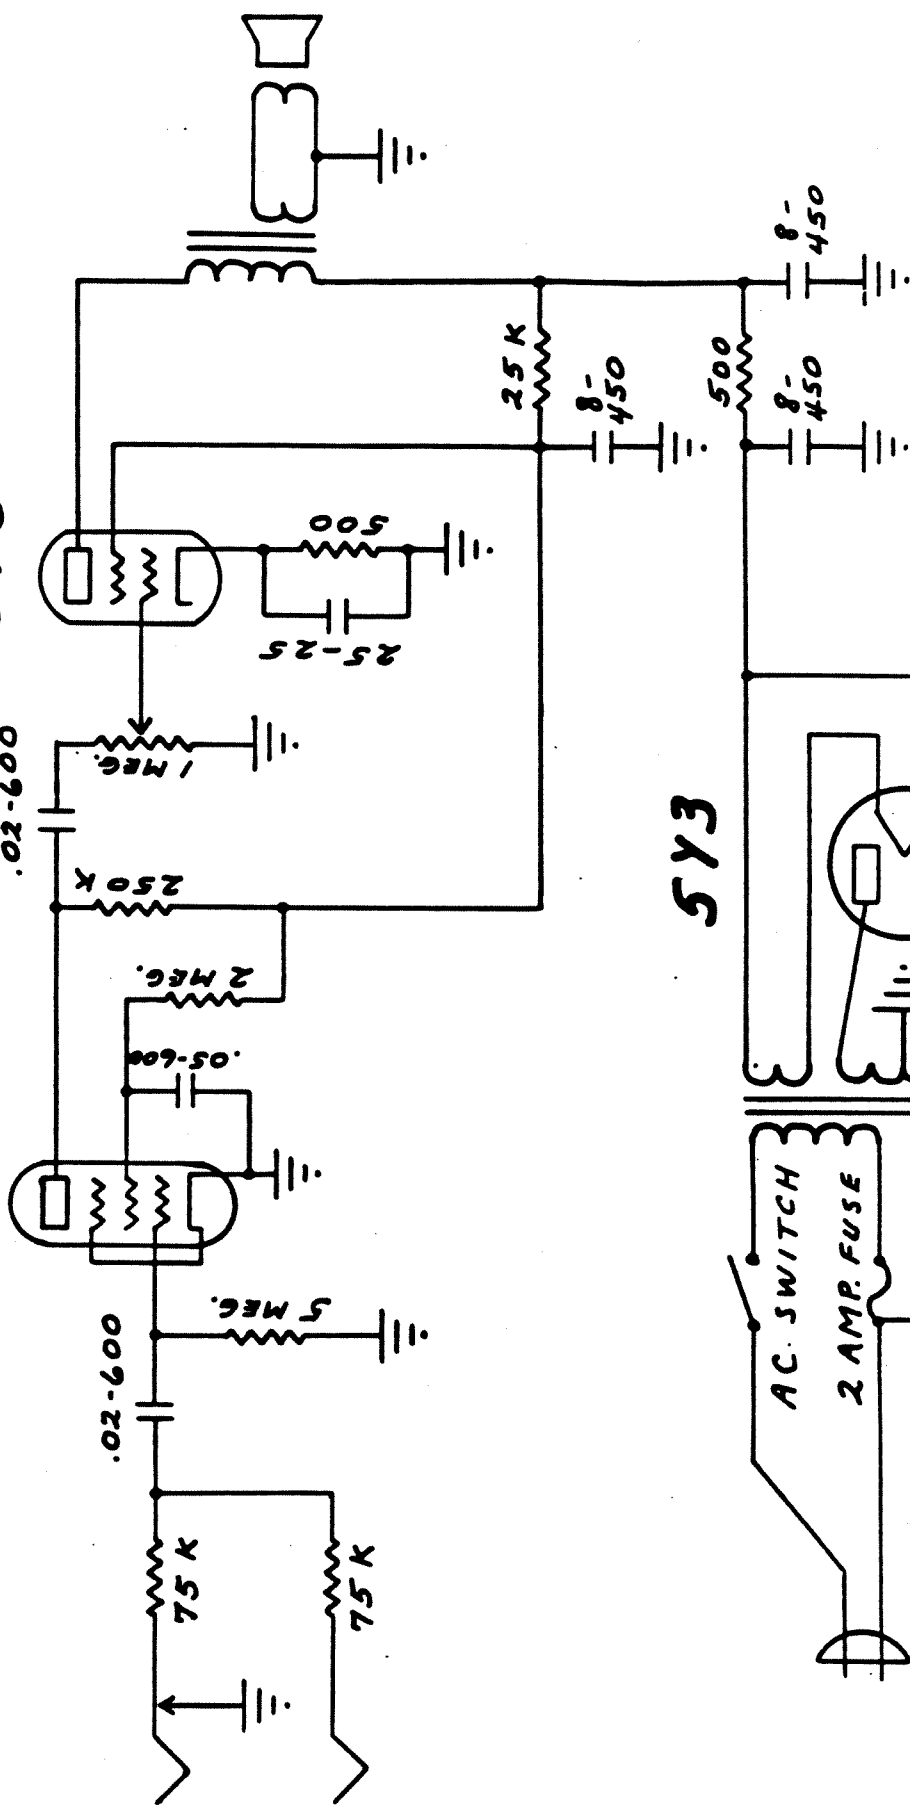 .02-600
75 K
75 K
.02-600
5 MEG.
.05-600
2 MEG.
250 K
1 MEG.
25-25
500
25 K
8-
450
500
8-
450
8-
450
5Y3
A.C. SWITCH
2 AMP. FUSE